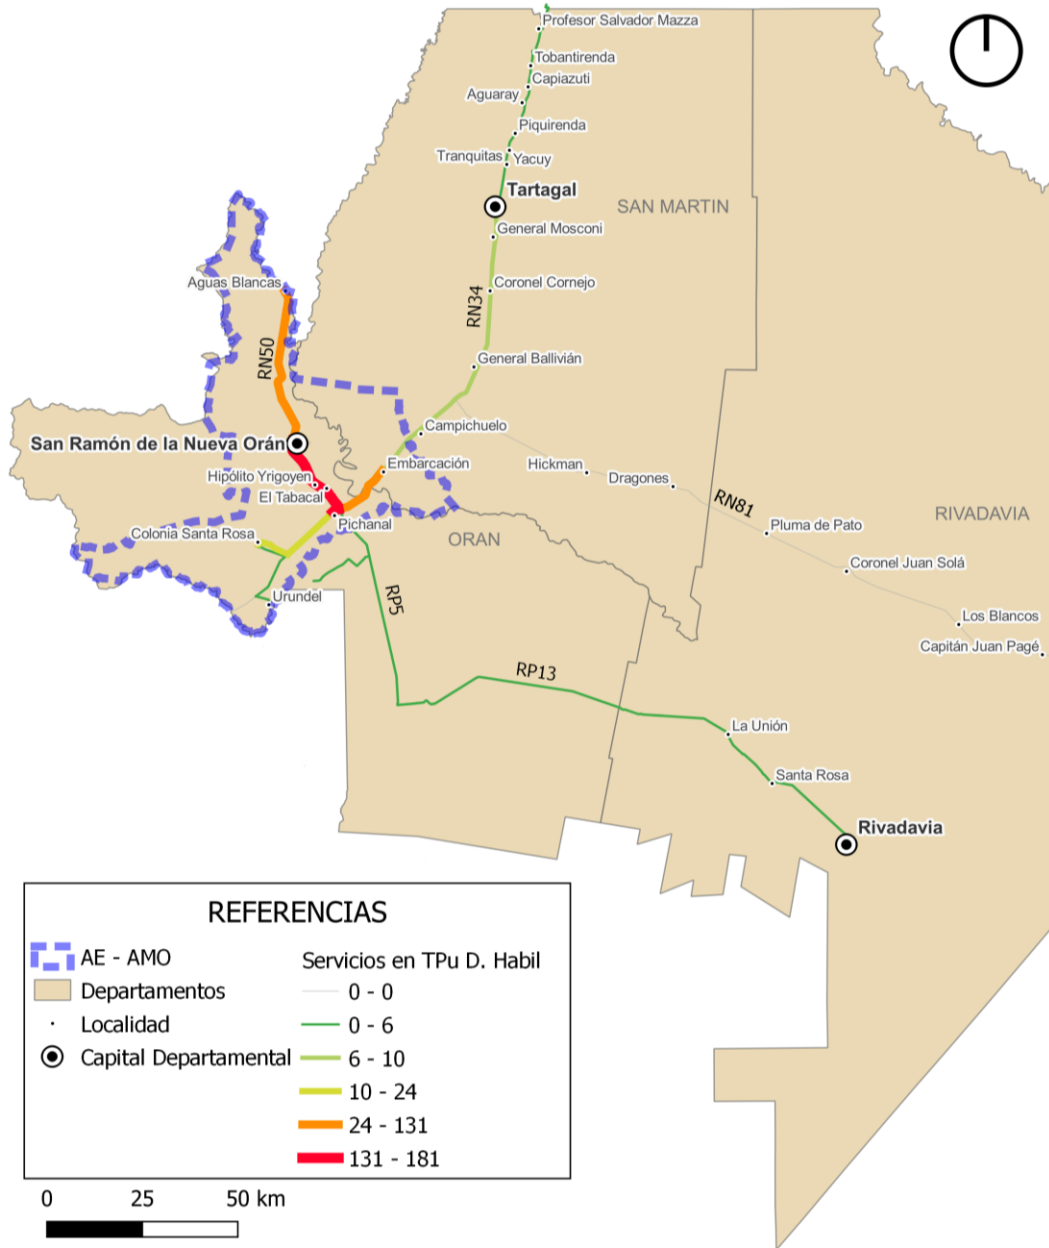 Profesor Salvador Mazza
Tobantirenda
Capiazuti
Aguaray
Piquirenda
Tranquitas
Yacuy
Tartagal
SAN MARTIN
General Mosconi
Aguas Blancas
Coronel Cornejo
RN34
RN50
General Ballivián
Campichuelo
San Ramón de la Nueva Orán
Embarcación
Hickman
Hipólito Yrigoyen
Dragones
El Tabacal
RN81
Pichanal
RIVADAVIA
Pluma de Pato
Colonia Santa Rosa
ORAN
Coronel Juan Solá
Urundel
RP5
Los Blancos
Capitán Juan Pagé
RP13
La Unión
Santa Rosa
Rivadavia
REFERENCIAS
AE - AMO
Departamentos
Localidad
Capital Departamental
Servicios en TPu D. Habil
0 - 0
0 - 6
6 - 10
10 - 24
24 - 131
131 - 181
0 25 50 km